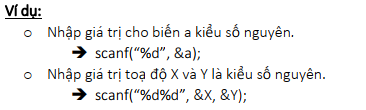 Ví dụ:
o Nhập giá trị cho biến a kiểu số nguyên.
➔ scanf(“%d”, &a);
o Nhập giá trị toạ độ X và Y là kiểu số nguyên.
➔ scanf(“%d%d”, &X, &Y);